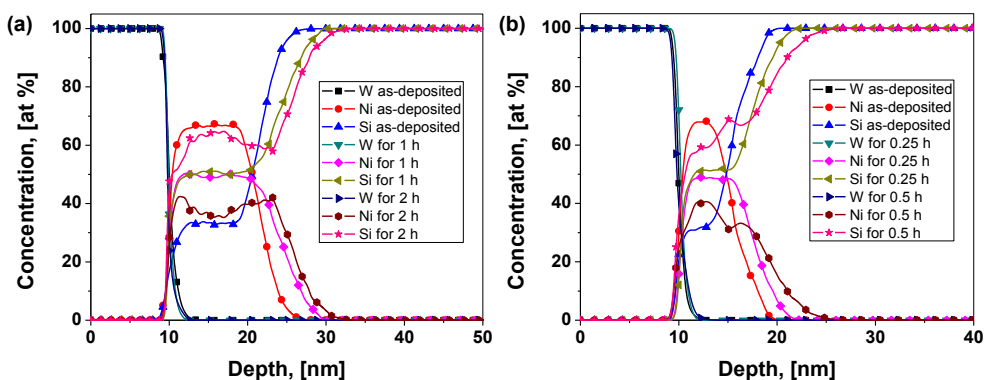 (a)
Concentration, [at %]
100
80
60
40
20
0
0 10 20 30 40 50
Depth, [nm]
W as-deposited
Ni as-deposited
Si as-deposited
W for 1 h
Ni for 1 h
Si for 1 h
W for 2 h
Ni for 2 h
Si for 2 h
(b)
Concentration, [at %]
100
80
60
40
20
0
0 10 20 30 40
Depth, [nm]
W as-deposited
Ni as-deposited
Si as-deposited
W for 0.25 h
Ni for 0.25 h
Si for 0.25 h
W for 0.5 h
Ni for 0.5 h
Si for 0.5 h